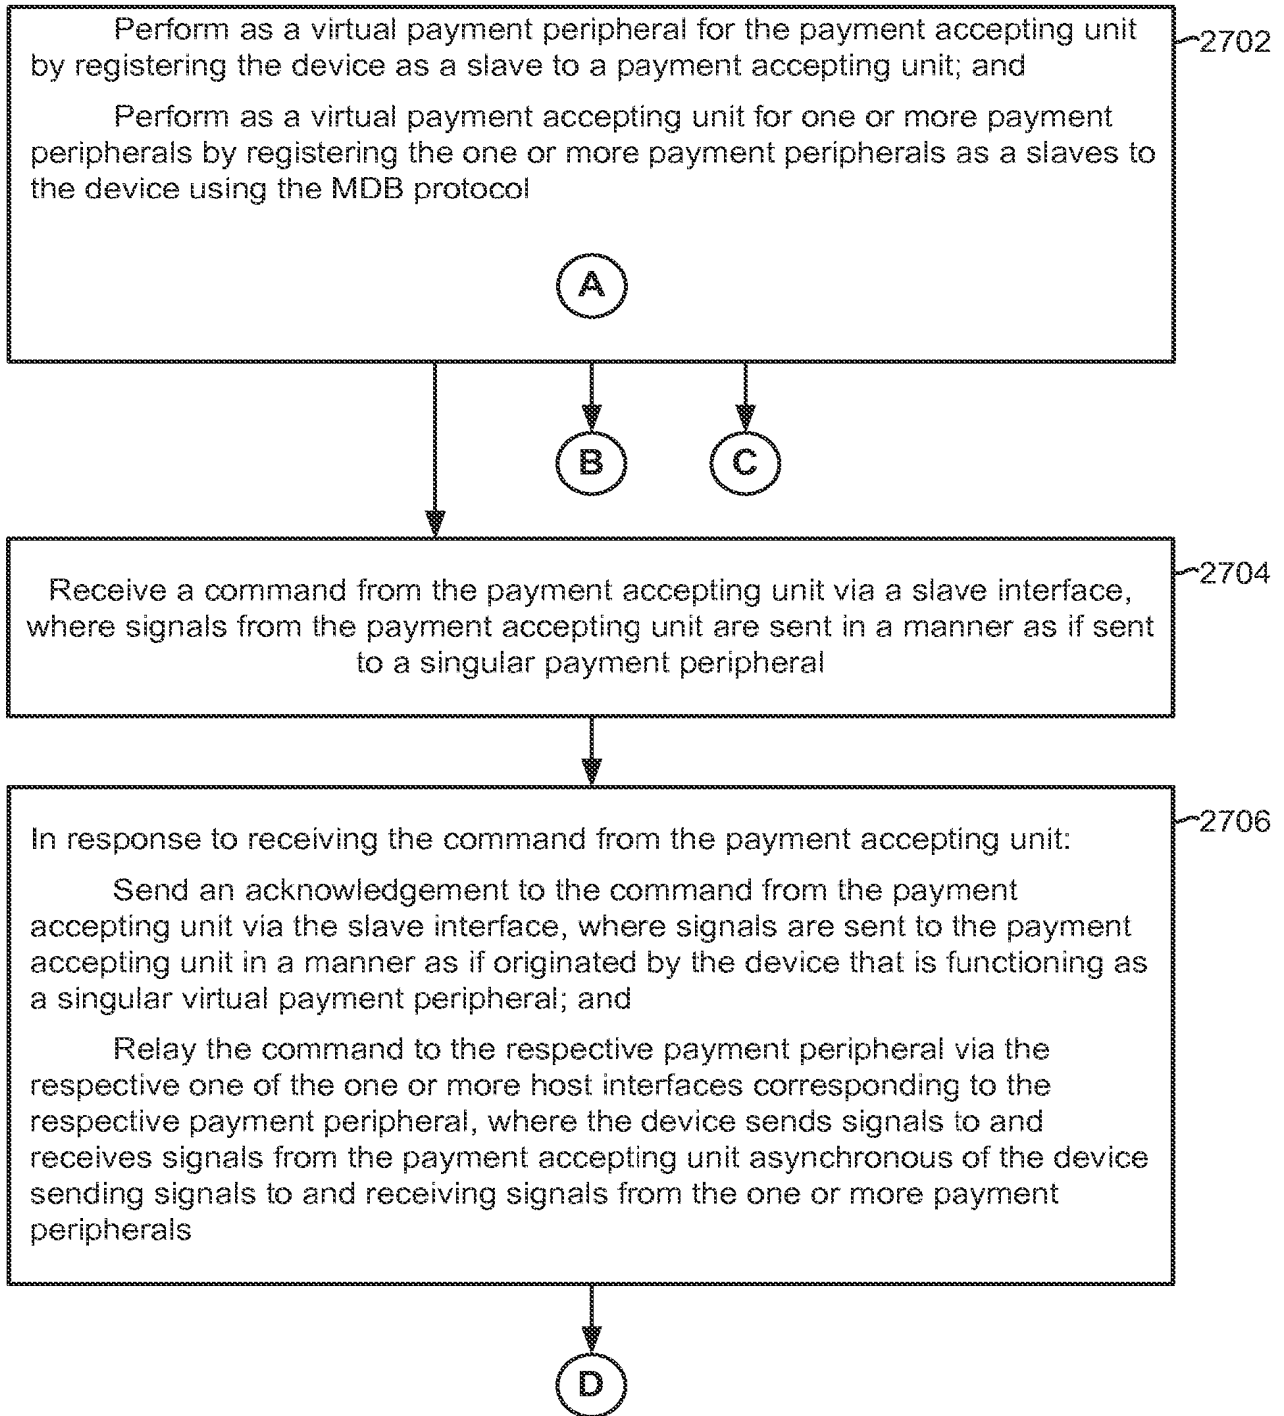 Perform as a virtual payment peripheral for the payment accepting unit
by registering the device as a slave to a payment accepting unit; and
Perform as a virtual payment accepting unit for one or more payment
peripherals by registering the one or more payment peripherals as a slaves to
the device using the MDB protocol
2702
A
B
C
Receive a command from the payment accepting unit via a slave interface,
where signals from the payment accepting unit are sent in a manner as if sent
to a singular payment peripheral
2704
In response to receiving the command from the payment accepting unit:
Send an acknowledgement to the command from the payment
accepting unit via the slave interface, where signals are sent to the payment
accepting unit in a manner as if originated by the device that is functioning as
a singular virtual payment peripheral; and
Relay the command to the respective payment peripheral via the
respective one of the one or more host interfaces corresponding to the
respective payment peripheral, where the device sends signals to and
receives signals from the payment accepting unit asynchronous of the device
sending signals to and receiving signals from the one or more payment
peripherals
2706
D